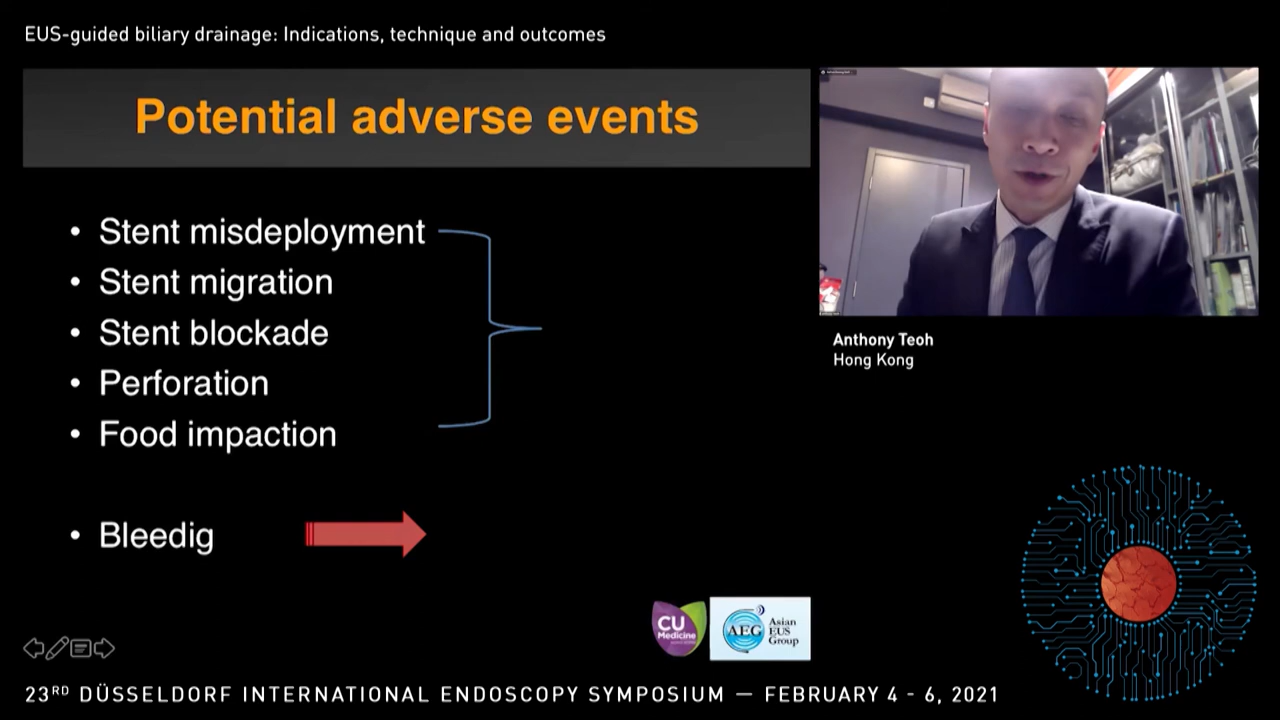 EUS-guided biliary drainage: Indications, technique and outcomes
Potential adverse events
• Stent misdeployment
• Stent migration
• Stent blockade
• Perforation
• Food impaction
• Bleedig
Anthony Teoh
Hong Kong
CU
Medicine
AEG
Asian
EUS
Group
23RD DÜSSELDORF INTERNATIONAL ENDOSCOPY SYMPOSIUM — FEBRUARY 4 - 6, 2021